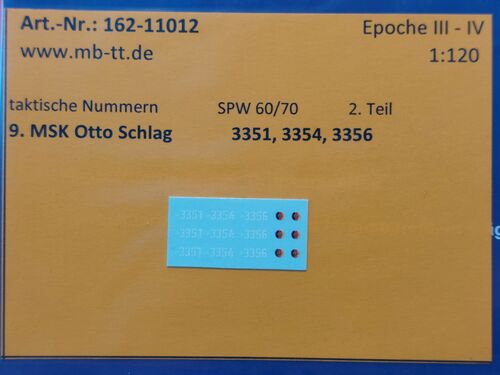 Art.-Nr.: 162-11012 Epoche III - IV
www.mb-tt.de 1:120
taktische Nummern SPW 60/70 2. Teil
9. MSK Otto Schlag 3351, 3354, 3356
-3351 -3354 -3356
-3351 -3354 -3356
-3351 -3354 -3356